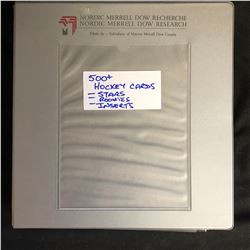 NORDIC MERRELL DOW RECHERCHE
NORDIC MERRELL DOW RESEARCH
500+
HOCKEY CARDS
- STARS
- ROOKIES
- INSERTS